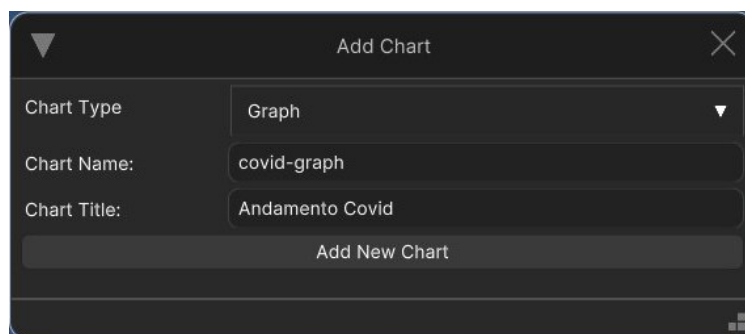 Add Chart
Chart Type Graph
Chart Name: covid-graph
Chart Title: Andamento Covid
Add New Chart